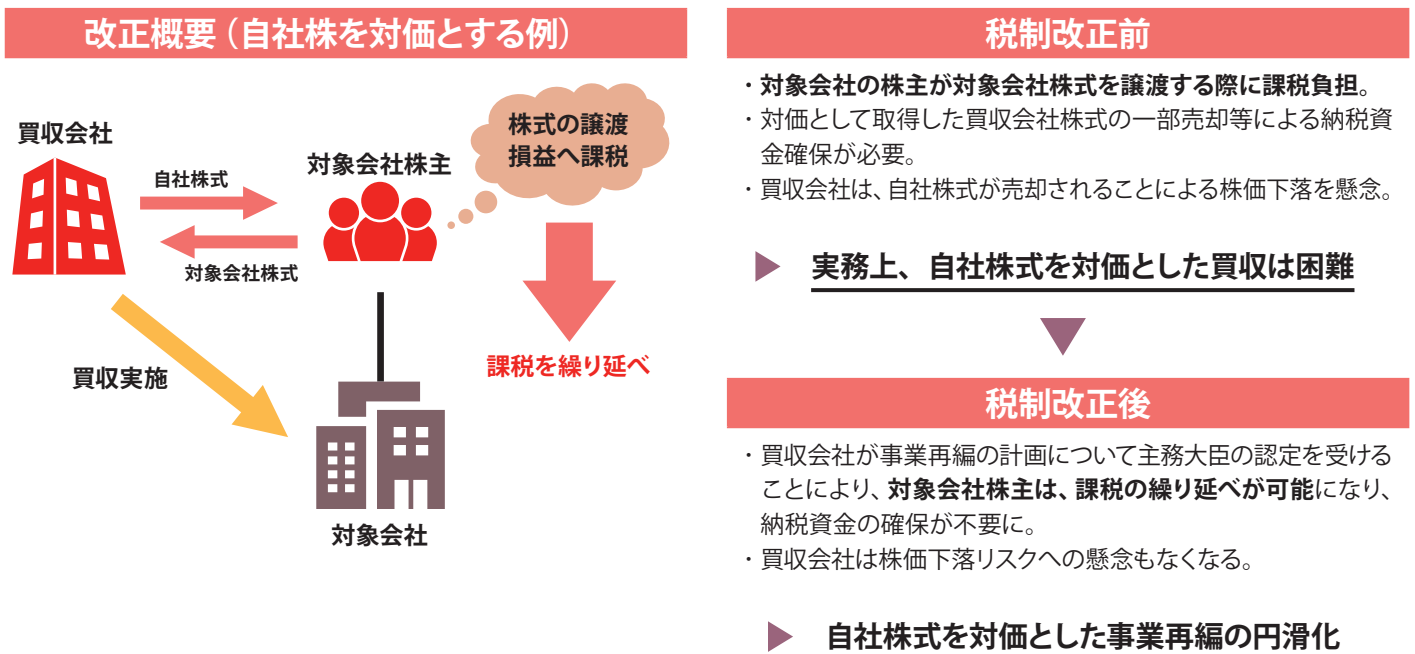 改正概要（自社株を対価とする例）
買収会社
自社株式
対象会社株式
対象会社株主
株式の譲渡
損益へ課税
課税を繰り延べ
買収実施
対象会社
税制改正前
・対象会社の株主が対象会社株式を譲渡する際に課税負担。
・対価として取得した買収会社株式の一部売却等による納税資
金確保が必要。
・買収会社は、自社株式が売却されることによる株価下落を懸念。
実務上、自社株式を対価とした買収は困難
税制改正後
・買収会社が事業再編の計画について主務大臣の認定を受ける
ことにより、対象会社株主は、課税の繰り延べが可能になり、
納税資金の確保が不要に。
・買収会社は株価下落リスクへの懸念もなくなる。
自社株式を対価とした事業再編の円滑化